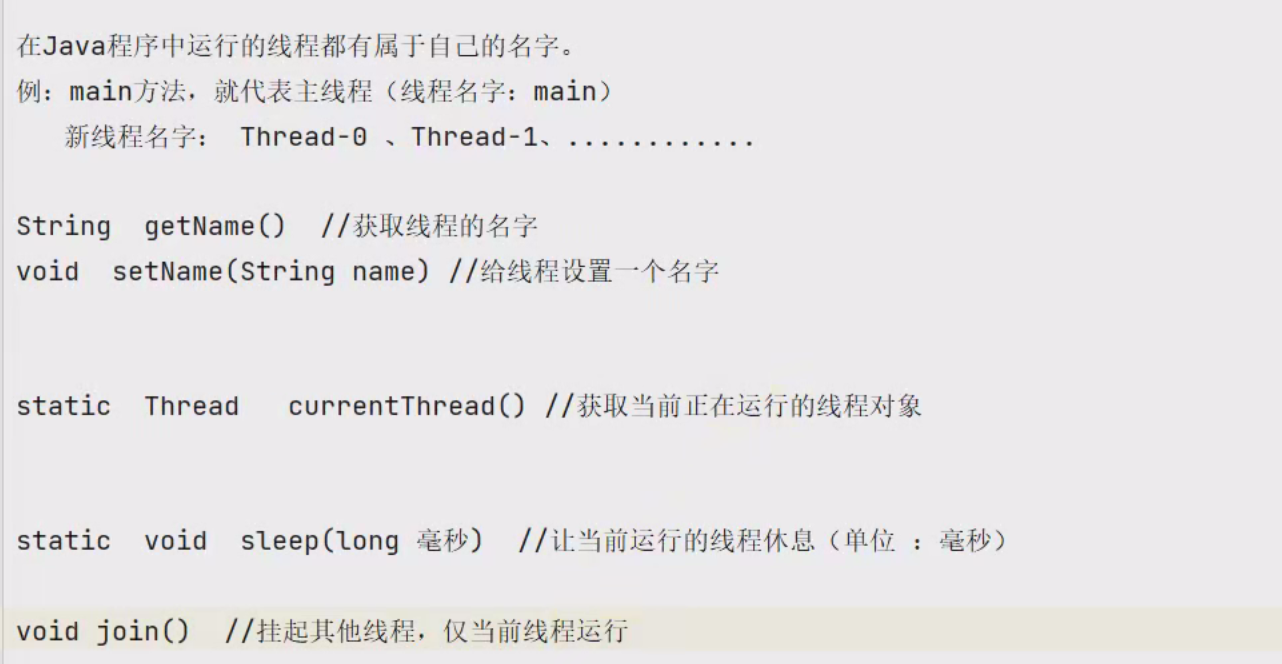 在Java程序中运行的线程都有属于自己的名字。
例：main方法，就代表主线程（线程名字：main）
新线程名字： Thread-0 、Thread-1、............
String  getName()  //获取线程的名字
void  setName(String name) //给线程设置一个名字
static  Thread   currentThread() //获取当前正在运行的线程对象
static  void  sleep(long 毫秒)  //让当前运行的线程休息（单位 ：毫秒）
void join()  //挂起其他线程，仅当前线程运行